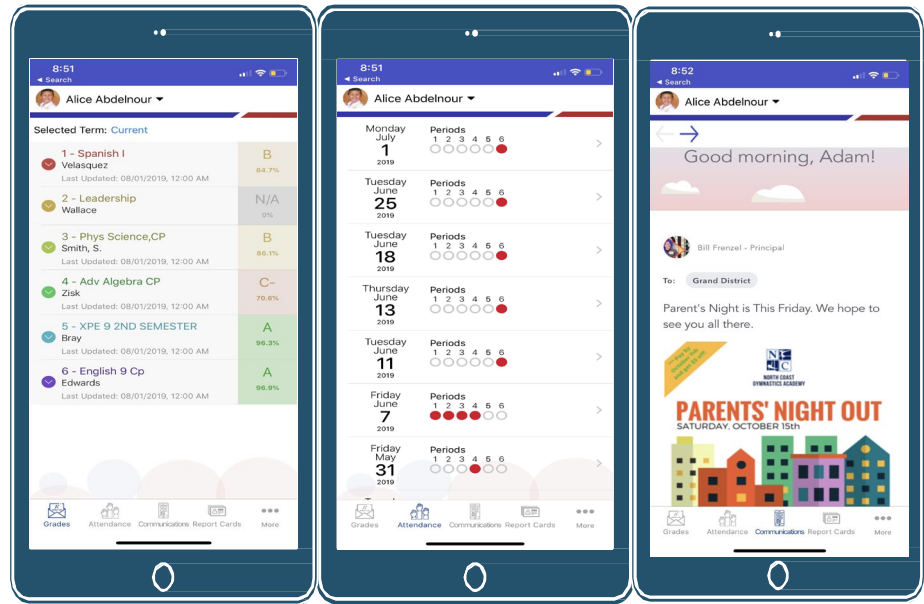 8:51
◄ Search
Alice Abdelnour
Selected Term: Current
1 - Spanish I
Velasquez
Last Updated: 08/01/2019, 12:00 AM
B
84.7%
2 - Leadership
Wallace
N/A
0%
3 - Phys Science,CP
Smith, S.
Last Updated: 08/01/2019, 12:00 AM
B
86.1%
4 - Adv Algebra CP
Zisk
Last Updated: 08/01/2019, 12:00 AM
C-
70.6%
5 - XPE 9 2ND SEMESTER
Bray
Last Updated: 08/01/2019, 12:00 AM
A
96.3%
6 - English 9 Cp
Edwards
Last Updated: 08/01/2019, 12:00 AM
A
96.9%
Grades Attendance Communications Report Cards More
8:51
◄ Search
Alice Abdelnour
Monday
July
1
2019
Periods
1 2 3 4 5 6
Tuesday
June
25
2019
Periods
1 2 3 4 5 6
Tuesday
June
18
2019
Periods
1 2 3 4 5 6
Thursday
June
13
2019
Periods
1 2 3 4 5 6
Tuesday
June
11
2019
Periods
1 2 3 4 5 6
Friday
June
7
2019
Periods
1 2 3 4 5 6
Friday
May
31
2019
Periods
1 2 3 4 5 6
Grades Attendance Communications Report Cards More
8:52
◄ Search
Alice Abdelnour
Good morning, Adam!
Bill Frenzel - Principal
To: Grand District
Parent's Night is This Friday. We hope to
see you all there.
NORTH COAST
GYMNASTICS ACADEMY
PARENTS' NIGHT OUT
SATURDAY, OCTOBER 15th
Grades Attendance Communications Report Cards More